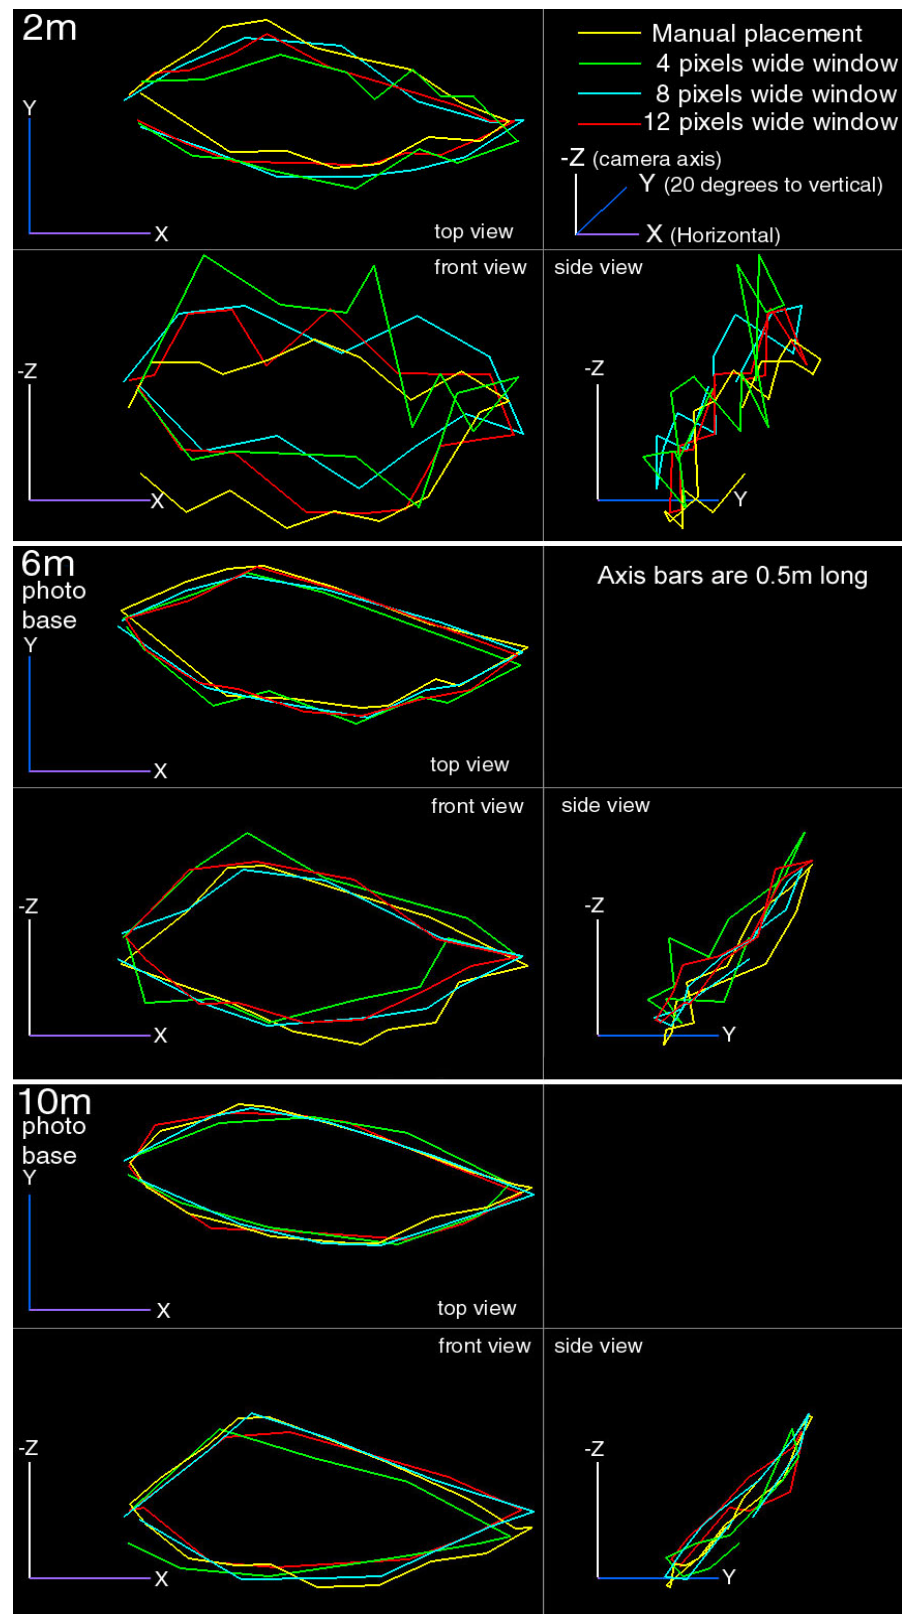 2m
Y
X
top view
Manual placement
4 pixels wide window
8 pixels wide window
12 pixels wide window
-Z (camera axis)
Y (20 degrees to vertical)
X (Horizontal)
front view
-Z
X
side view
-Z
Y
6m
photo
base
Y
X
top view
Axis bars are 0.5m long
front view
-Z
X
side view
-Z
Y
10m
photo
base
Y
X
top view
front view
-Z
X
side view
-Z
Y